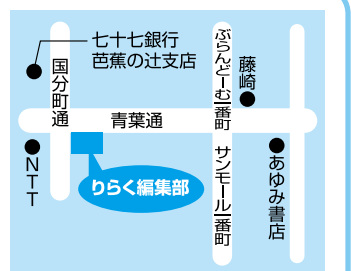 七十七銀行
芭蕉の辻支店
国分町通
ぶらんどーむ一番町
藤崎
青葉通
NTT
りらく編集部
サンモール一番町
あゆみ書店